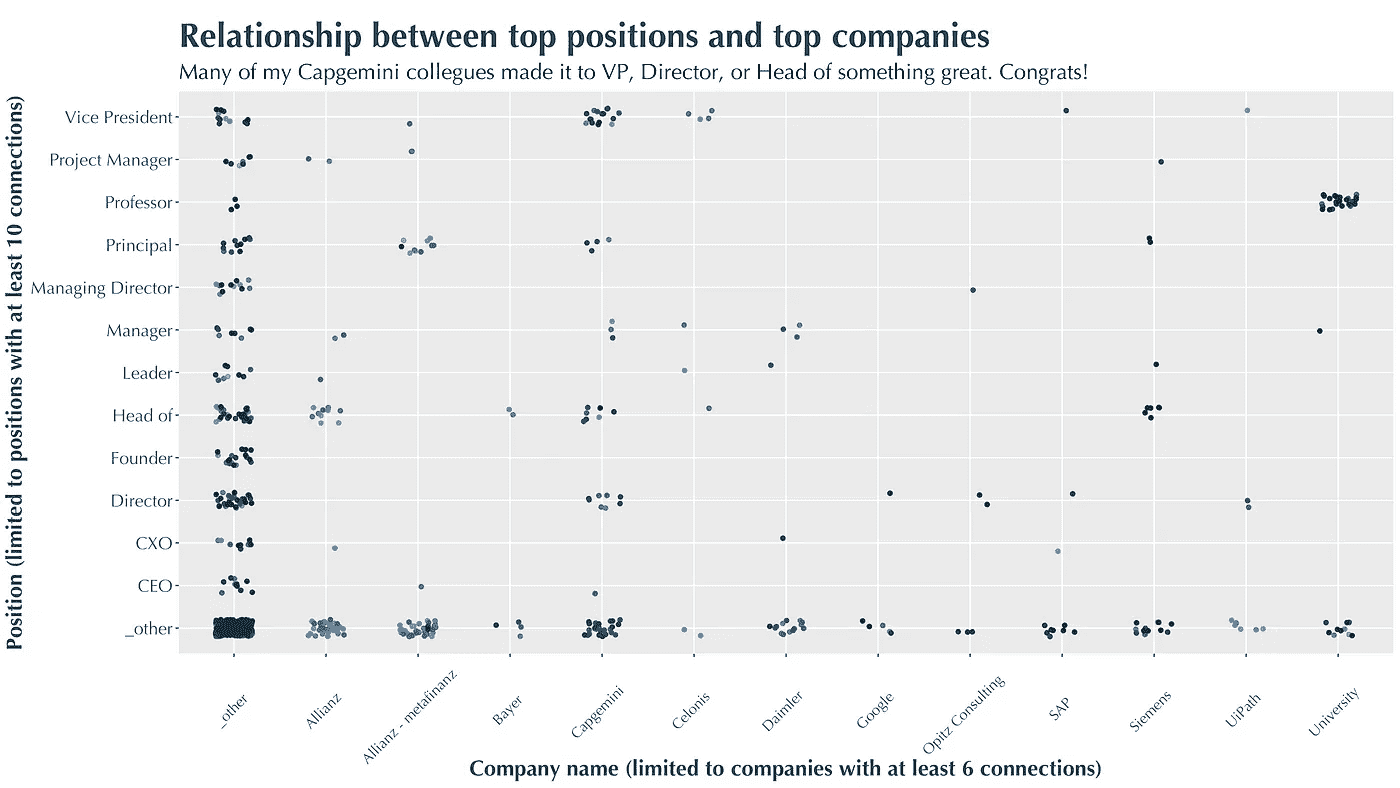 Relationship between top positions and top companies
Many of my Capgemini collegues made it to VP, Director, or Head of something great. Congrats!
Position (limited to positions with at least 10 connections)
Vice President
Project Manager
Professor
Principal
Managing Director
Manager
Leader
Head of
Founder
Director
CXO
CEO
_other
_other
Allianz
Allianz - metafinanz
Bayer
Capgemini
Celonis
Daimler
Google
Opitz Consulting
SAP
Siemens
UiPath
University
Company name (limited to companies with at least 6 connections)